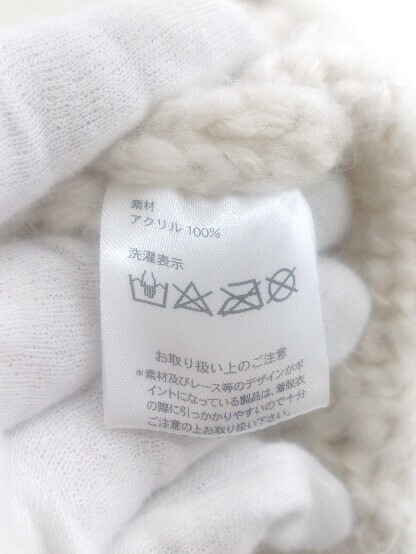 素材
アクリル 100%
洗濯表示
お取り扱い上のご注意
*素材及びレース等のデザインがポ
イントになっている製品は、着脱衣
の際に引っかかりやすいので十分
ご注意の上お取り扱い下さい。